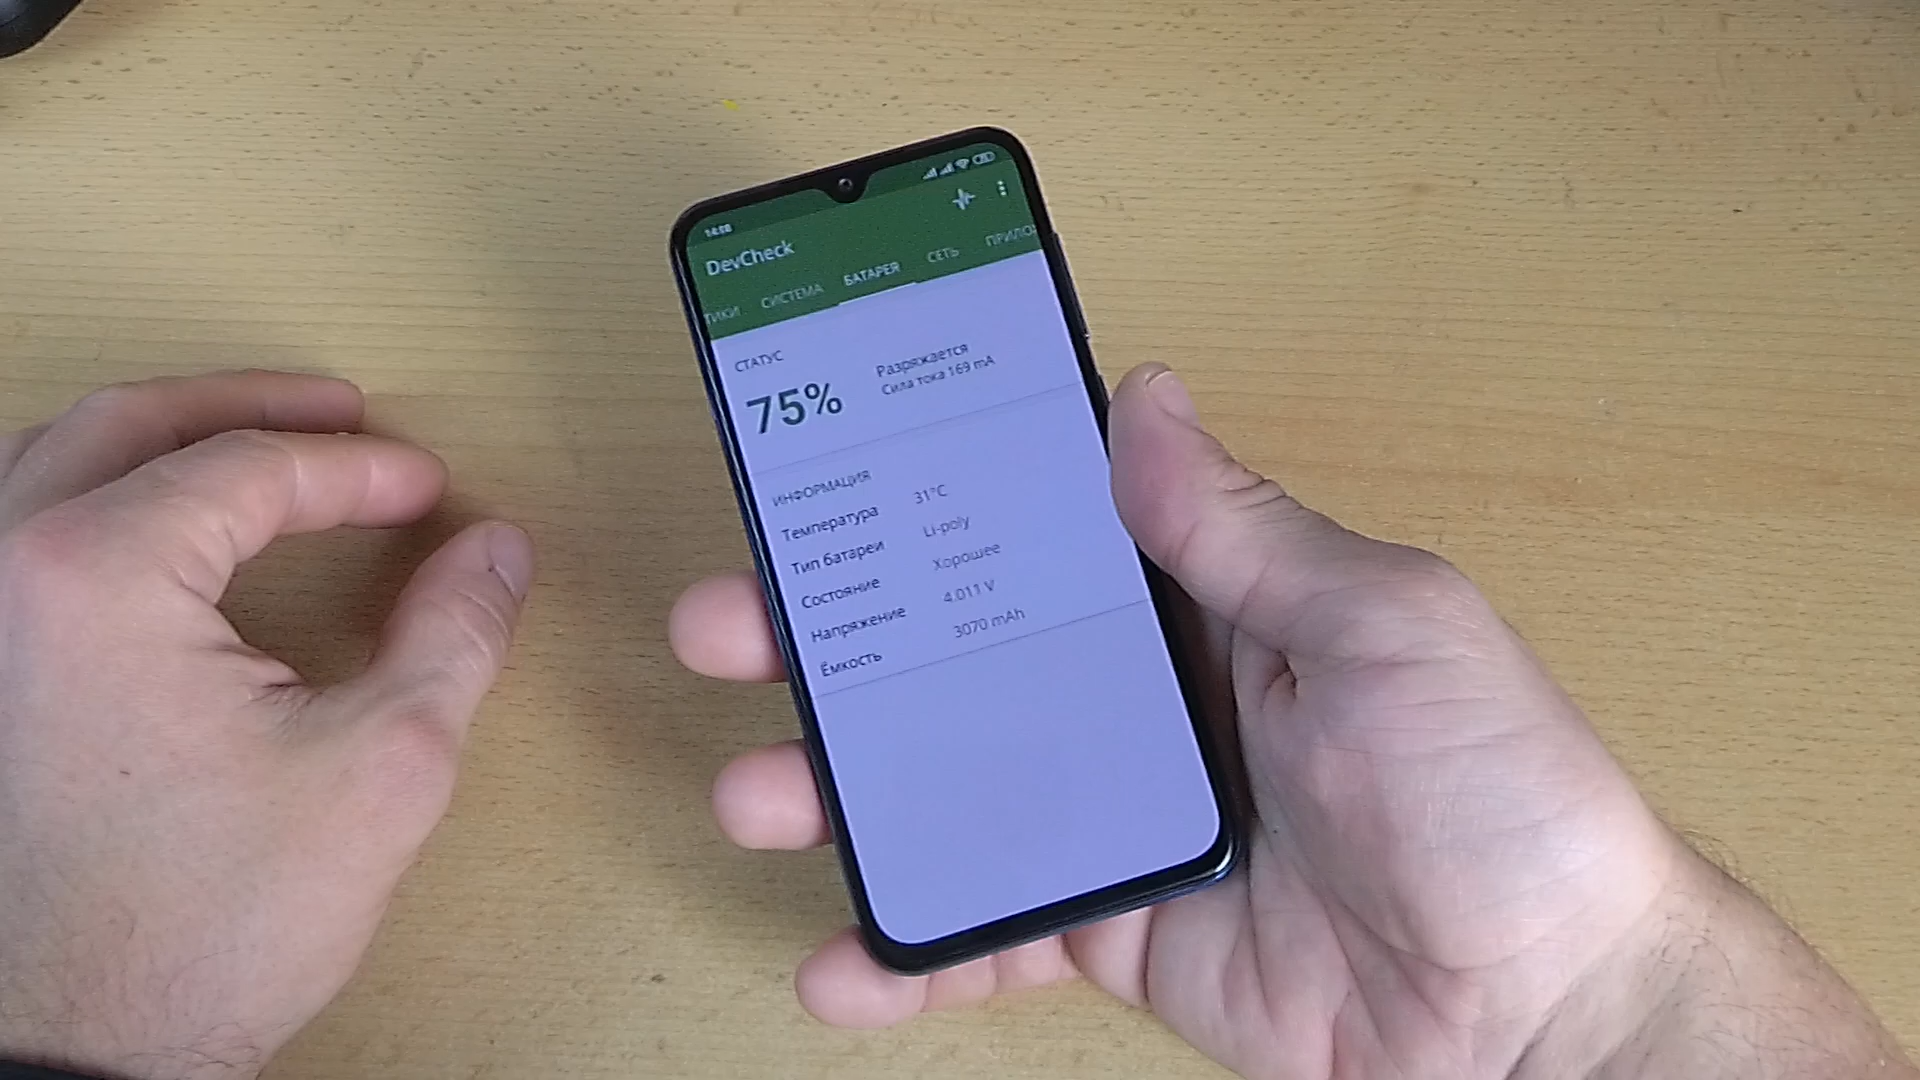 14:08
DevCheck
ТИКИ СИСТЕМА БАТАРЕЯ СЕТЬ ПРИЛОЖ
СТАТУС
75%
Разряжается
Сила тока 169 mA
ИНФОРМАЦИЯ
Температура 31°C
Тип батареи Li-poly
Состояние Хорошее
Напряжение 4.011 V
Ёмкость 3070 mAh